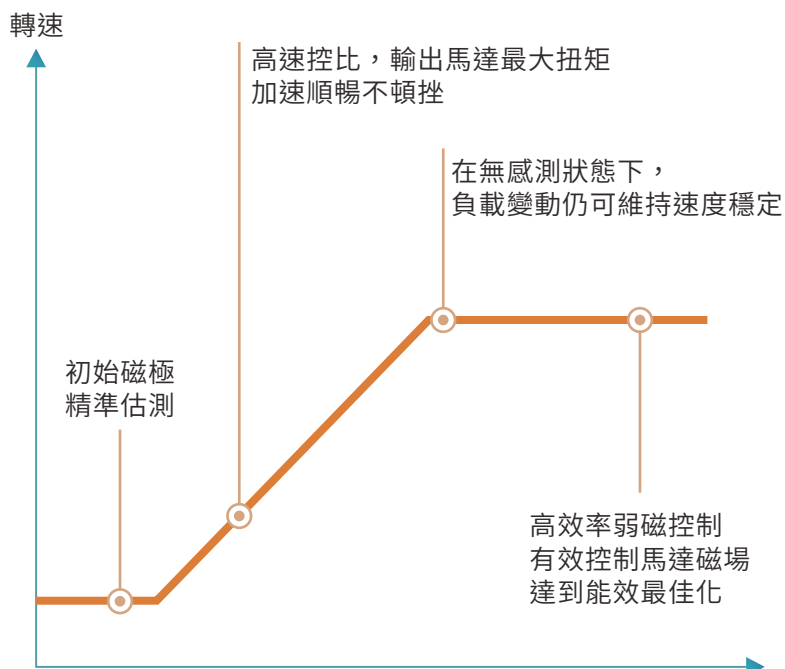 轉速
高速控比，輸出馬達最大扭矩
加速順暢不頓挫
在無感測狀態下，
負載變動仍可維持速度穩定
初始磁極
精準估測
高效率弱磁控制
有效控制馬達磁場
達到能效最佳化